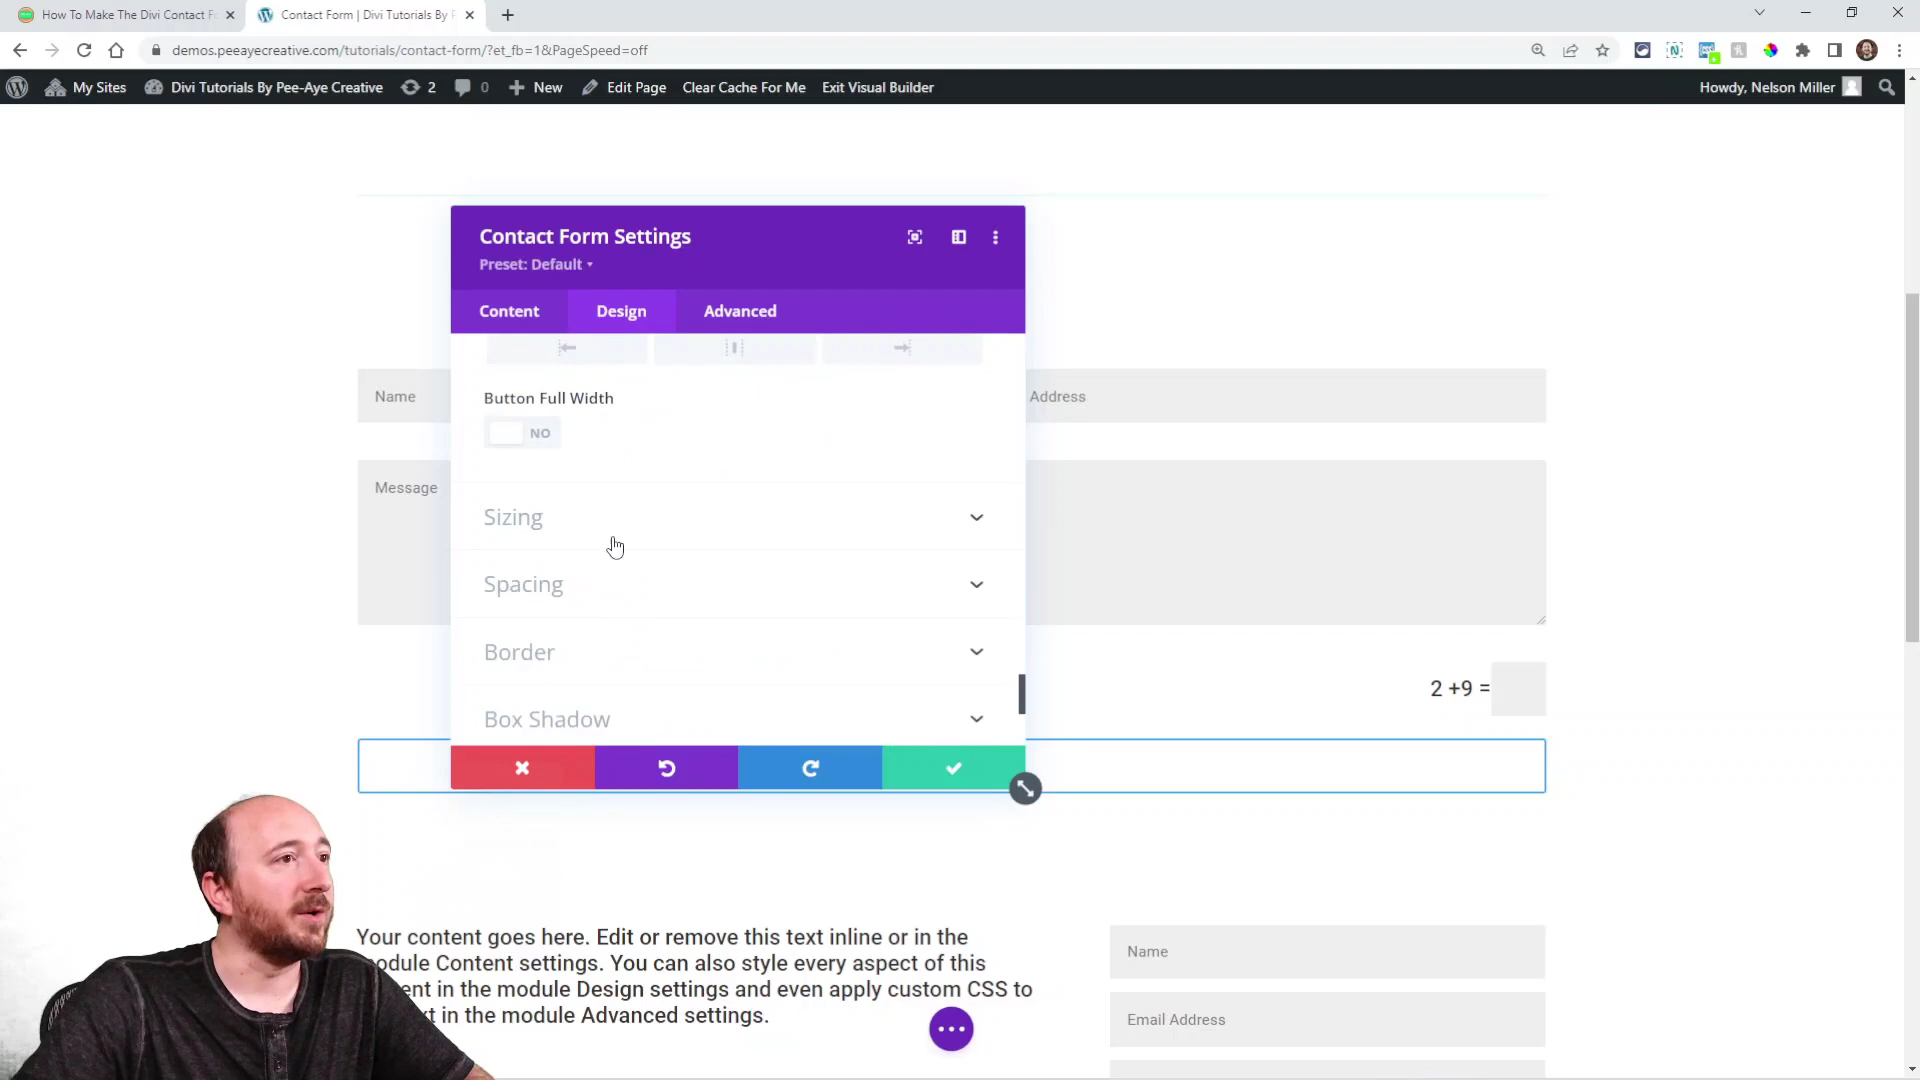 How To Make The Divi Contact F
Contact Form | Divi Tutorials By P
demos.peeayecreative.com/tutorials/contact-form/?et_fb=1&PageSpeed=off
My Sites
Divi Tutorials By Pee-Aye Creative
2
0
New
Edit Page
Clear Cache For Me
Exit Visual Builder
Howdy, Nelson Miller
Contact Form Settings
Preset: Default
Content
Design
Advanced
Button Full Width
NO
Sizing
Spacing
Border
Box Shadow
Name
Address
Message
2 +9 =
Your content goes here. Edit or remove this text inline or in the
odule Content settings. You can also style every aspect of this
ent in the module Design settings and even apply custom CSS to
xt in the module Advanced settings.
Name
Email Address